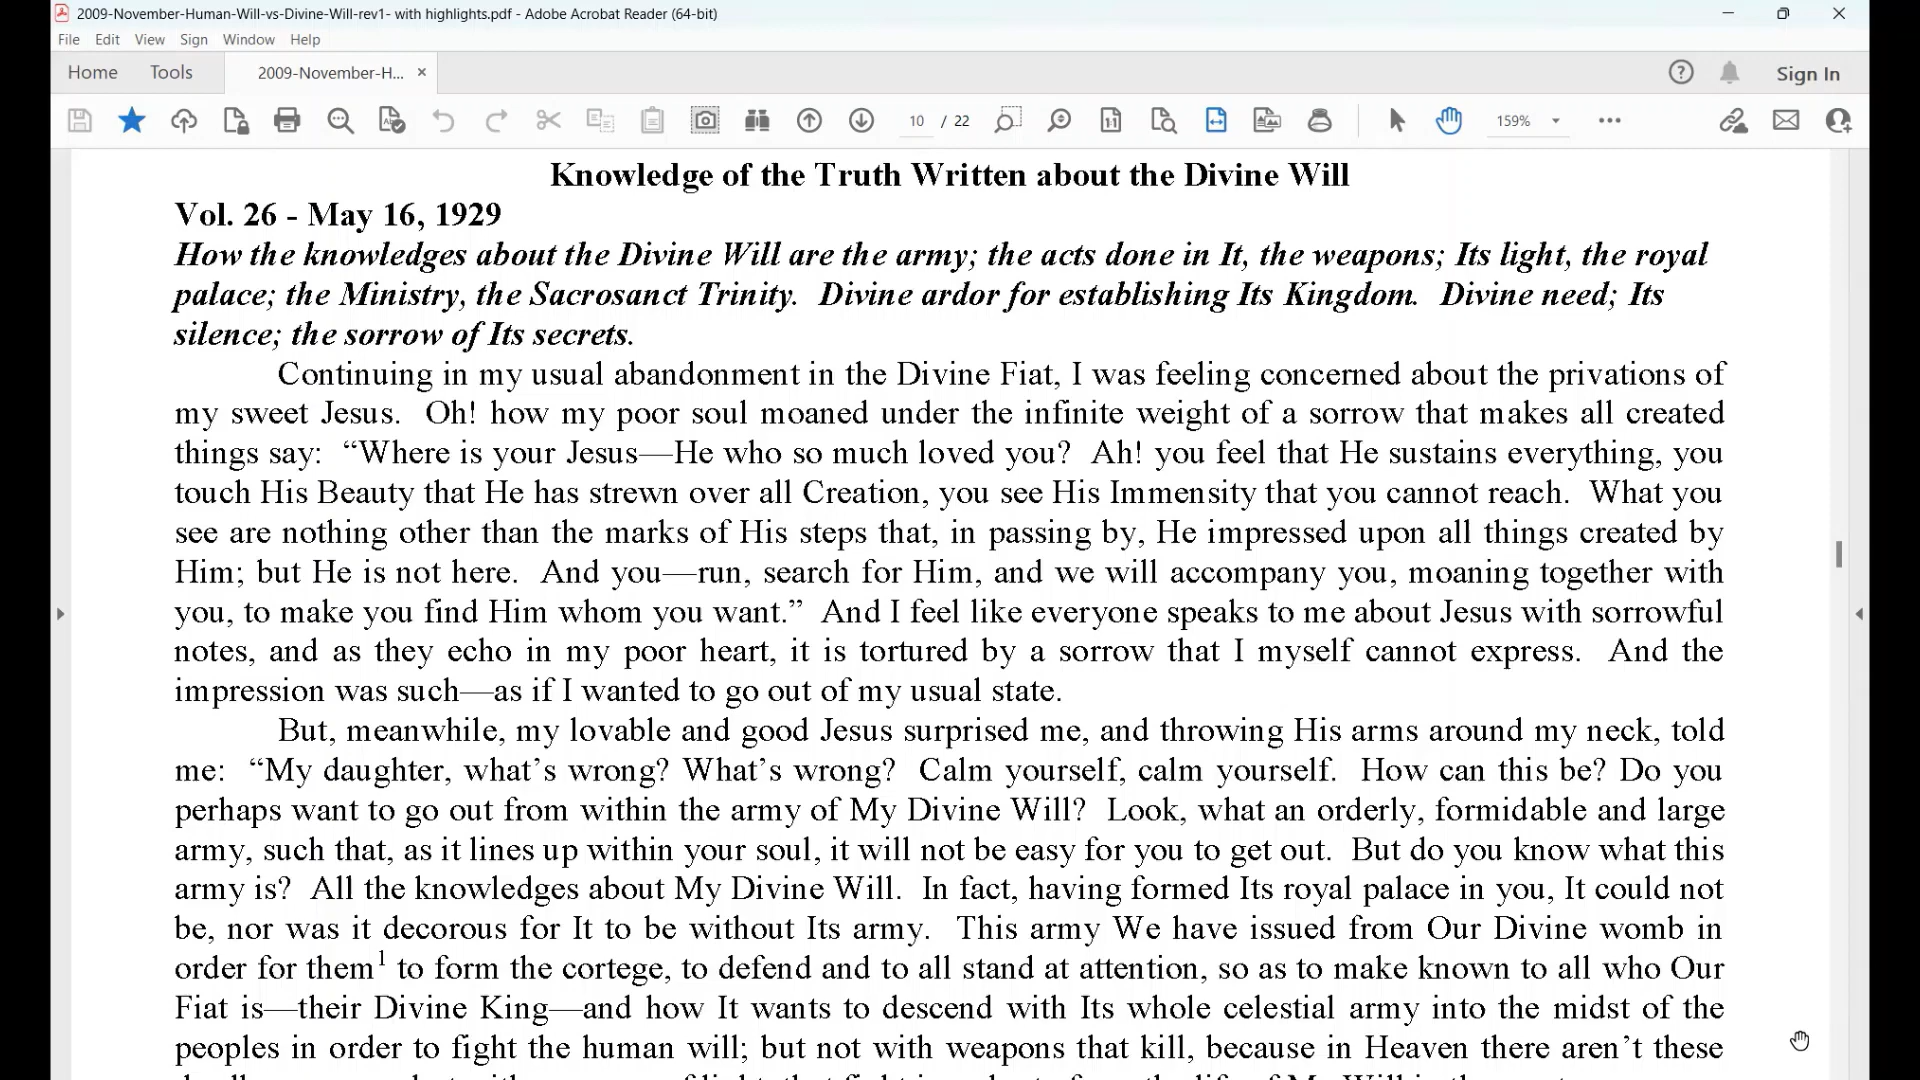 2009-November-Human-Will-vs-Divine-Will-rev1- with highlights.pdf - Adobe Acrobat Reader (64-bit)
File Edit View Sign Window Help
Home Tools 2009-November-H... × Sign In
10 / 22 159%
Knowledge of the Truth Written about the Divine Will
Vol. 26 - May 16, 1929
How the knowledges about the Divine Will are the army; the acts done in It, the weapons; Its light, the royal
palace; the Ministry, the Sacrosanct Trinity. Divine ardor for establishing Its Kingdom. Divine need; Its
silence; the sorrow of Its secrets.
Continuing in my usual abandonment in the Divine Fiat, I was feeling concerned about the privations of
my sweet Jesus. Oh! how my poor soul moaned under the infinite weight of a sorrow that makes all created
things say: “Where is your Jesus—He who so much loved you? Ah! you feel that He sustains everything, you
touch His Beauty that He has strewn over all Creation, you see His Immensity that you cannot reach. What you
see are nothing other than the marks of His steps that, in passing by, He impressed upon all things created by
Him; but He is not here. And you—run, search for Him, and we will accompany you, moaning together with
you, to make you find Him whom you want.” And I feel like everyone speaks to me about Jesus with sorrowful
notes, and as they echo in my poor heart, it is tortured by a sorrow that I myself cannot express. And the
impression was such—as if I wanted to go out of my usual state.
But, meanwhile, my lovable and good Jesus surprised me, and throwing His arms around my neck, told
me: “My daughter, what’s wrong? What’s wrong? Calm yourself, calm yourself. How can this be? Do you
perhaps want to go out from within the army of My Divine Will? Look, what an orderly, formidable and large
army, such that, as it lines up within your soul, it will not be easy for you to get out. But do you know what this
army is? All the knowledges about My Divine Will. In fact, having formed Its royal palace in you, It could not
be, nor was it decorous for It to be without Its army. This army We have issued from Our Divine womb in
order for them¹ to form the cortege, to defend and to all stand at attention, so as to make known to all who Our
Fiat is—their Divine King—and how It wants to descend with Its whole celestial army into the midst of the
peoples in order to fight the human will; but not with weapons that kill, because in Heaven there aren’t these